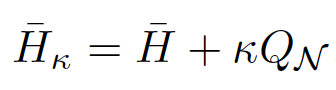 H̄_κ = H̄ + κQ_𝒩